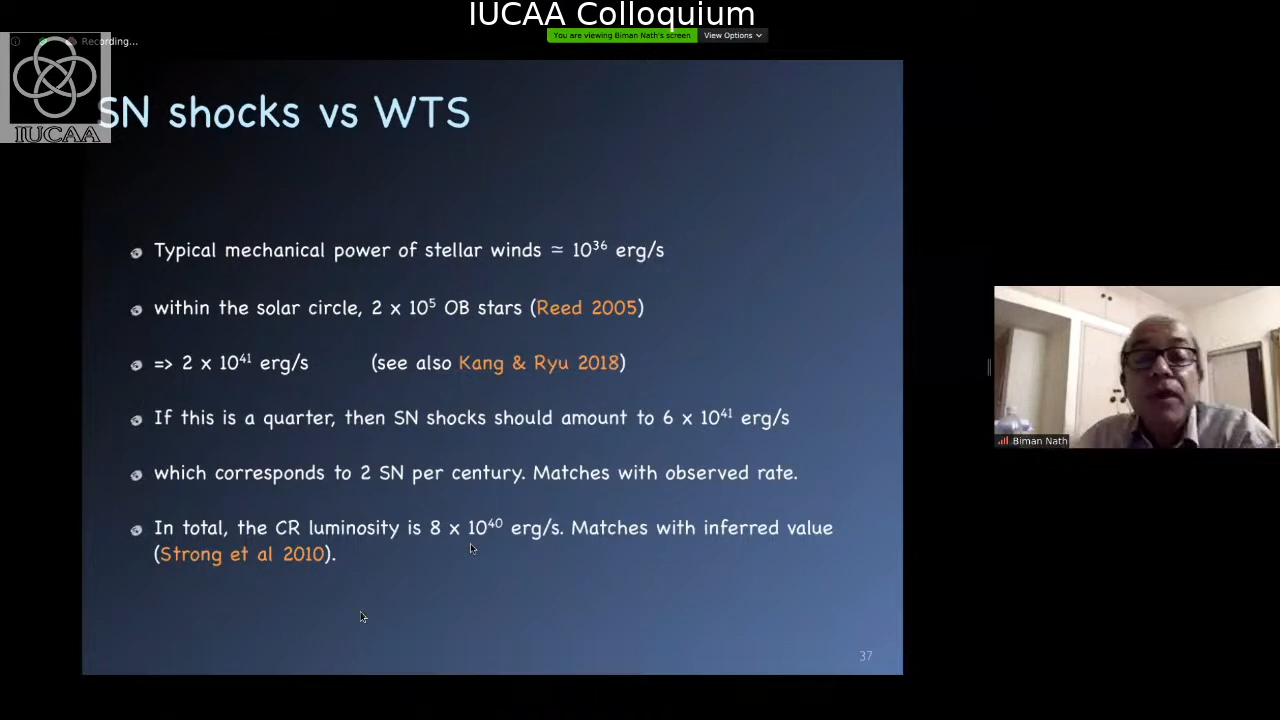 IUCAA Colloquium
You are viewing Biman Nath's screen
View Options
Recording...
IUCAA
SN shocks vs WTS
Typical mechanical power of stellar winds ≃ 10³⁶ erg/s
within the solar circle, 2 x 10⁵ OB stars (Reed 2005)
=> 2 x 10⁴¹ erg/s (see also Kang & Ryu 2018)
If this is a quarter, then SN shocks should amount to 6 x 10⁴¹ erg/s
which corresponds to 2 SN per century. Matches with observed rate.
In total, the CR luminosity is 8 x 10⁴⁰ erg/s. Matches with inferred value
(Strong et al 2010).
37
Biman Nath